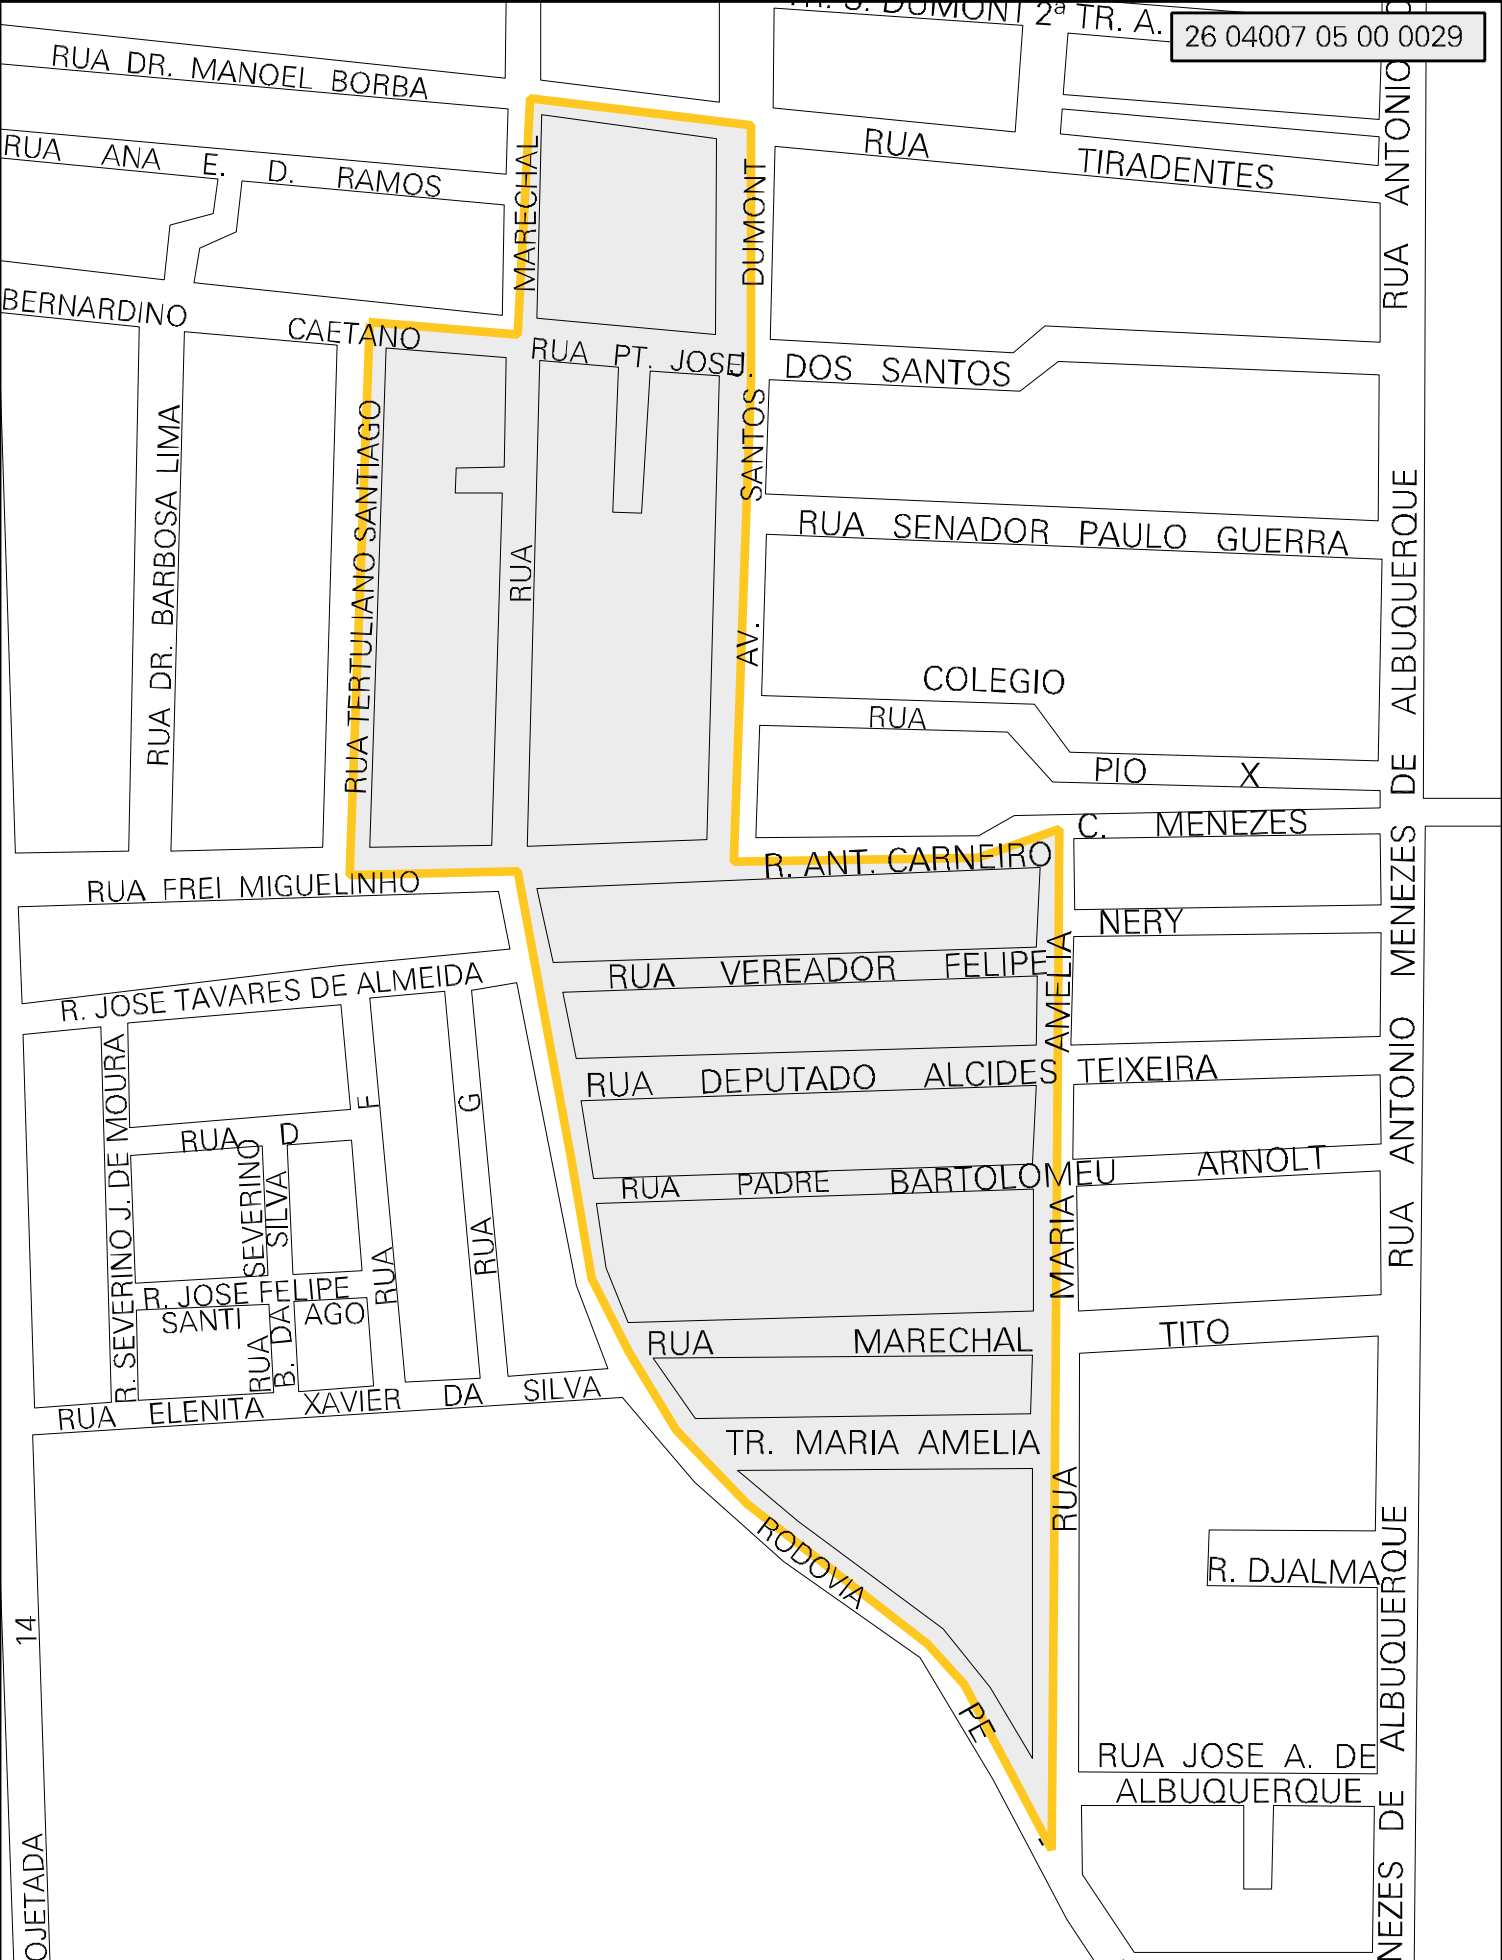 TR. S. DUMONT 2ª TR. A.
26 04007 05 00 0029
RUA DR. MANOEL BORBA
RUA ANA E. D. RAMOS
RUA TIRADENTES
MARECHAL
DUMONT
RUA ANTONIO
BERNARDINO CAETANO
RUA PT. JOSE J. DOS SANTOS
SANTOS
AV.
RUA
RUA TERTULIANO SANTIAGO
RUA DR. BARBOSA LIMA
RUA SENADOR PAULO GUERRA
ALBUQUERQUE
DE
COLEGIO
RUA PIO X
C. MENEZES
R. ANT. CARNEIRO
RUA FREI MIGUELINHO
NERY
RUA VEREADOR FELIPE
AMELIA
MENEZES
R. JOSE TAVARES DE ALMEIDA
RUA DEPUTADO ALCIDES TEIXEIRA
ANTONIO
RUA
R. SEVERINO J. DE MOURA
F
RUA
G
RUA
RUA D
SEVERINO
SILVA
RUA PADRE BARTOLOMEU ARNOLT
MARIA
R. JOSE FELIPE
SANTI AGO
RUA
B. DA
RUA MARECHAL TITO
RUA ELENITA XAVIER DA SILVA
TR. MARIA AMELIA
RUA
RODOVIA
PE
R. DJALMA
ALBUQUERQUE
14
OJETADA
RUA JOSE A. DE
ALBUQUERQUE
DE
NEZES